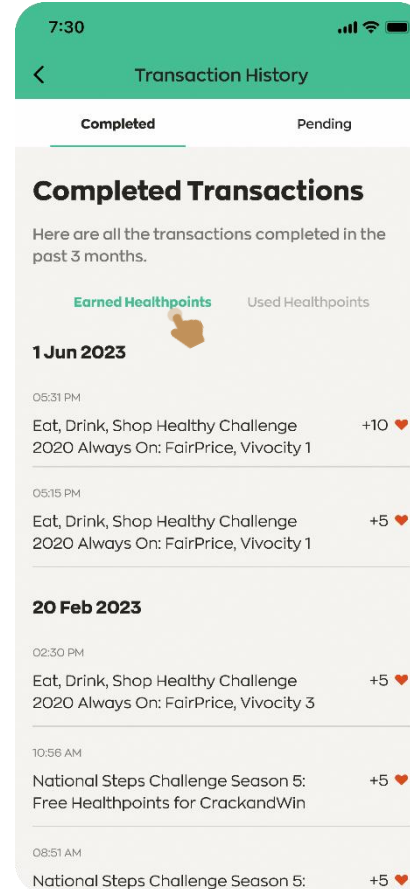 7:30
Transaction History
Completed Pending
Completed Transactions
Here are all the transactions completed in the
past 3 months.
Earned Healthpoints Used Healthpoints
1 Jun 2023
05:31 PM
Eat, Drink, Shop Healthy Challenge +10
2020 Always On: FairPrice, Vivocity 1
05:15 PM
Eat, Drink, Shop Healthy Challenge +5
2020 Always On: FairPrice, Vivocity 1
20 Feb 2023
02:30 PM
Eat, Drink, Shop Healthy Challenge +5
2020 Always On: FairPrice, Vivocity 3
10:56 AM
National Steps Challenge Season 5: +5
Free Healthpoints for CrackandWin
08:51 AM
National Steps Challenge Season 5: +5